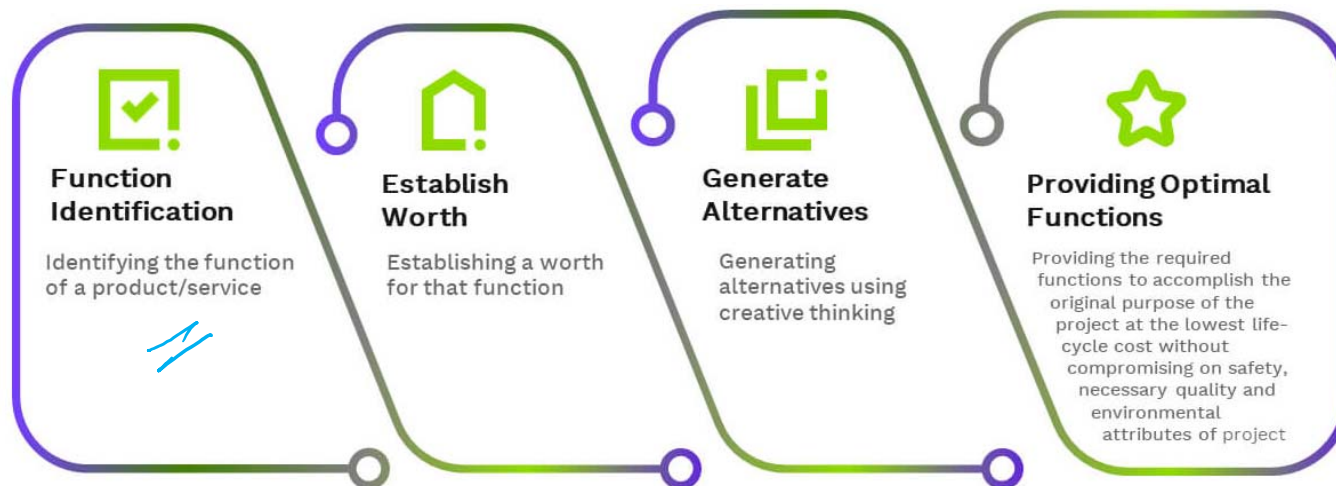 Function
Identification
Identifying the function
of a product/service
Establish
Worth
Establishing a worth
for that function
Generate
Alternatives
Generating
alternatives using
creative thinking
Providing Optimal
Functions
Providing the required
functions to accomplish the
original purpose of the
project at the lowest life-
cycle cost without
compromising on safety,
necessary quality and
environmental
attributes of project